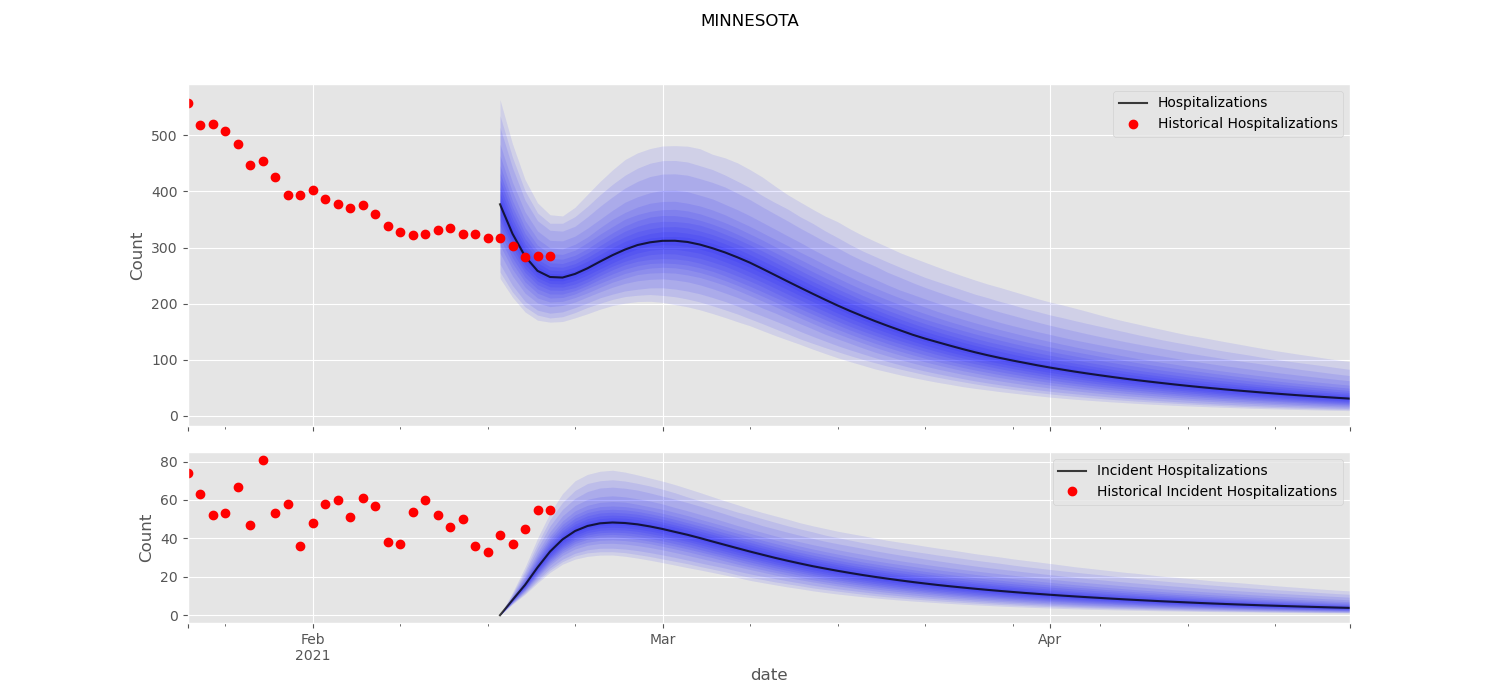 MINNESOTA
Hospitalizations
Historical Hospitalizations
Count
500
400
300
200
100
0
Incident Hospitalizations
Historical Incident Hospitalizations
Count
80
60
40
20
0
Feb
2021
Mar
Apr
date